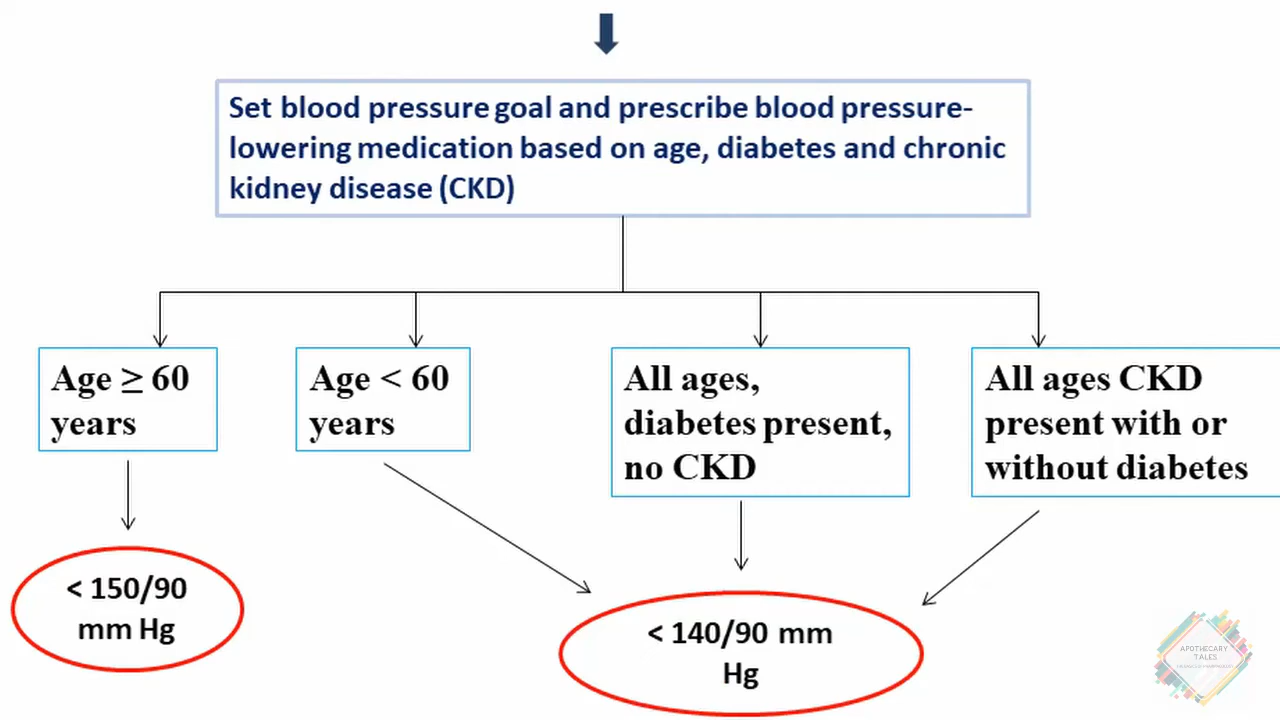 Set blood pressure goal and prescribe blood pressure-
lowering medication based on age, diabetes and chronic
kidney disease (CKD)
Age ≥ 60
years
Age < 60
years
All ages,
diabetes present,
no CKD
All ages CKD
present with or
without diabetes
< 150/90
mm Hg
< 140/90 mm
Hg
APOTHECARY
TALES